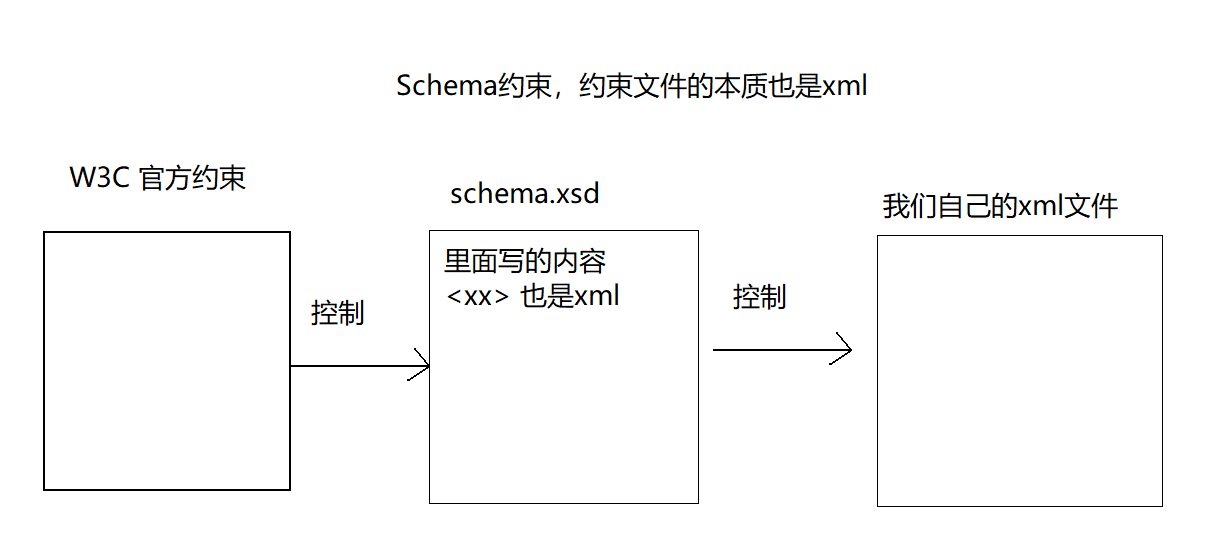 Schema约束，约束文件的本质也是xml
W3C 官方约束
schema.xsd
我们自己的xml文件
里面写的内容
<xx> 也是xml
控制
控制